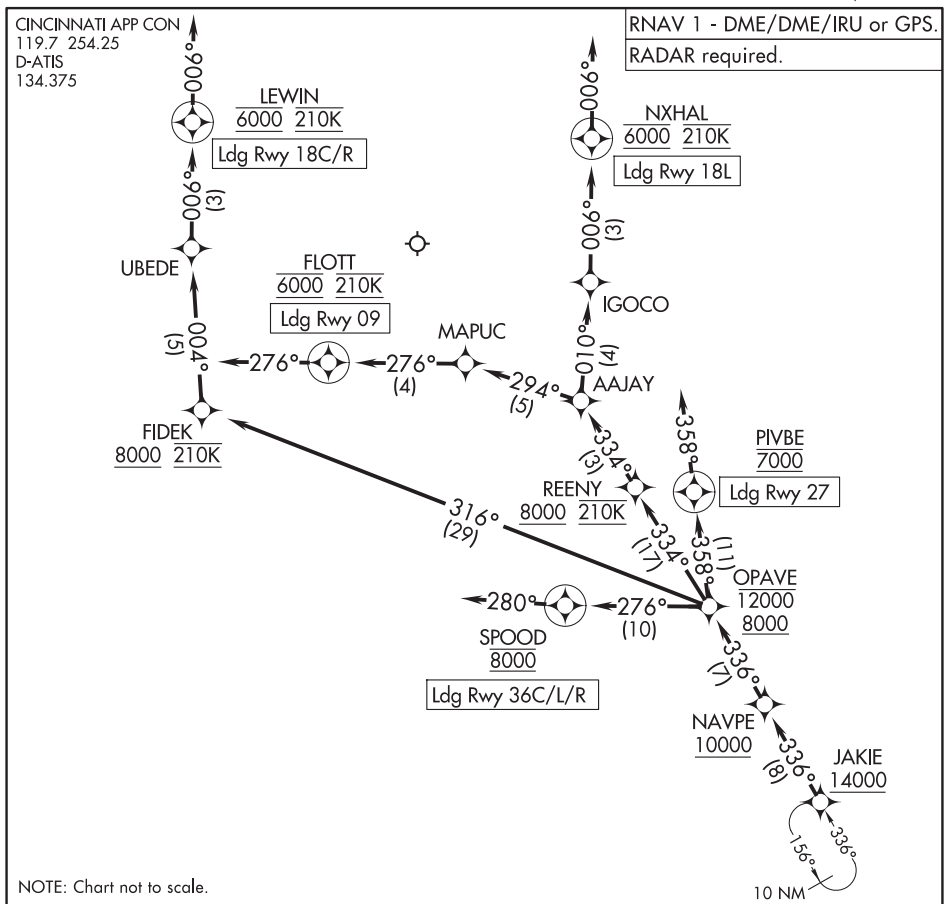 CINCINNATI APP CON
119.7 254.25
D-ATIS
134.375
RNAV 1 - DME/DME/IRU or GPS.
RADAR required.
006°
LEWIN
6000 210K
Ldg Rwy 18C/R
006°
(3)
UBEDE
004°
(5)
FIDEK
8000 210K
006°
NXHAL
6000 210K
Ldg Rwy 18L
006°
(3)
IGOCO
010°
(4)
AAJAY
FLOTT
6000 210K
Ldg Rwy 09
276°
276°
(4)
MAPUC
294°
(5)
334°
(3)
REENY
8000 210K
334°
(17)
358°
PIVBE
7000
Ldg Rwy 27
358°
(11)
316°
(29)
OPAVE
12000
8000
280°
276°
(10)
SPOOD
8000
Ldg Rwy 36C/L/R
336°
(7)
NAVPE
10000
336°
(8)
JAKIE
14000
156°
336°
10 NM
NOTE: Chart not to scale.